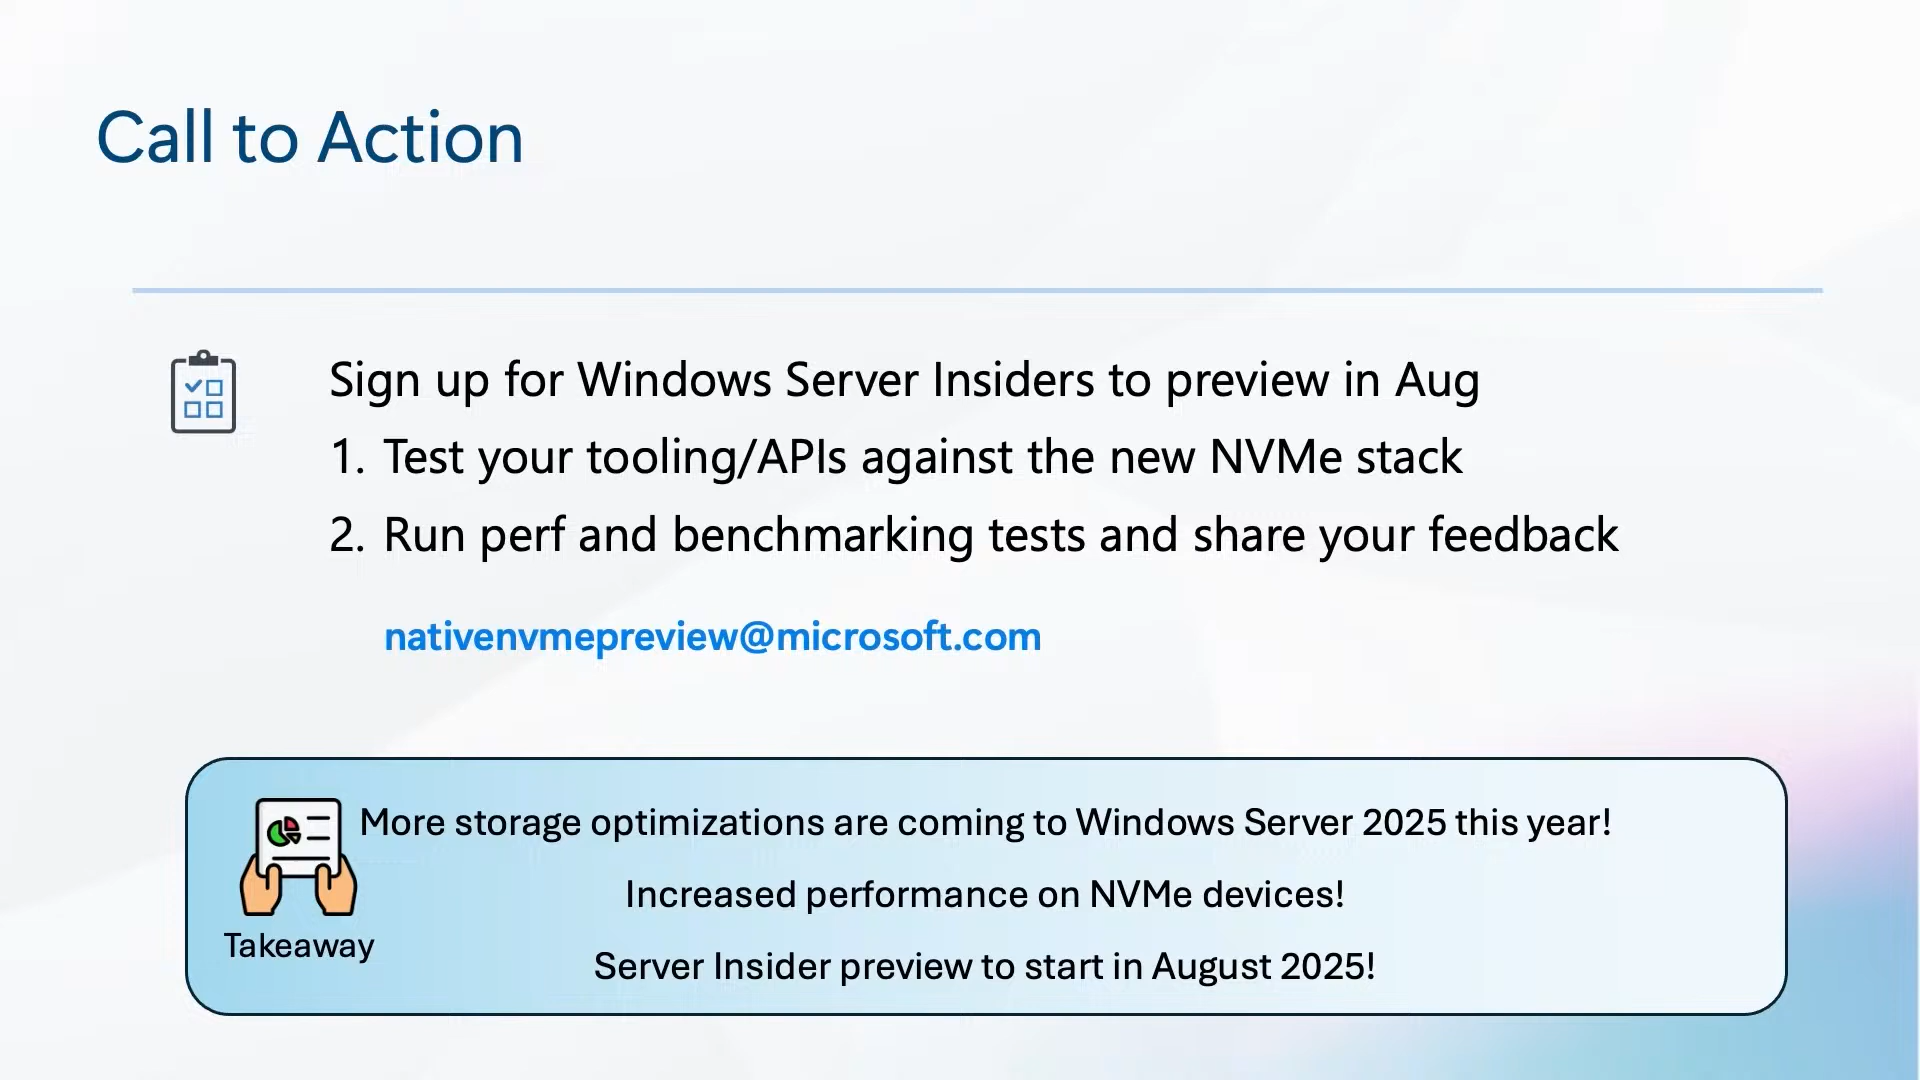 Call to Action
Sign up for Windows Server Insiders to preview in Aug
1. Test your tooling/APIs against the new NVMe stack
2. Run perf and benchmarking tests and share your feedback
nativenvmepreview@microsoft.com
More storage optimizations are coming to Windows Server 2025 this year!
Increased performance on NVMe devices!
Server Insider preview to start in August 2025!
Takeaway